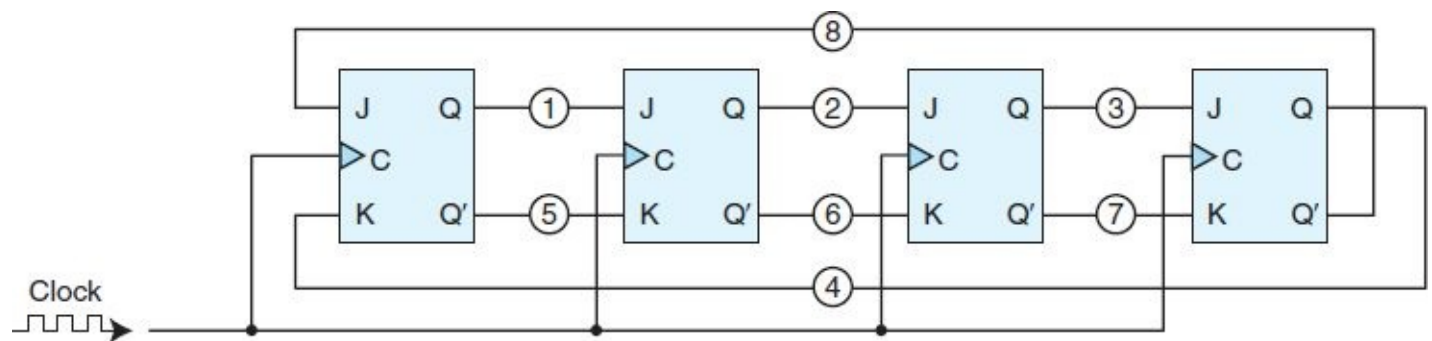 8
J Q 1 J Q 2 J Q 3 J Q
C C C C
K Q′ 5 K Q′ 6 K Q′ 7 K Q′
4
Clock